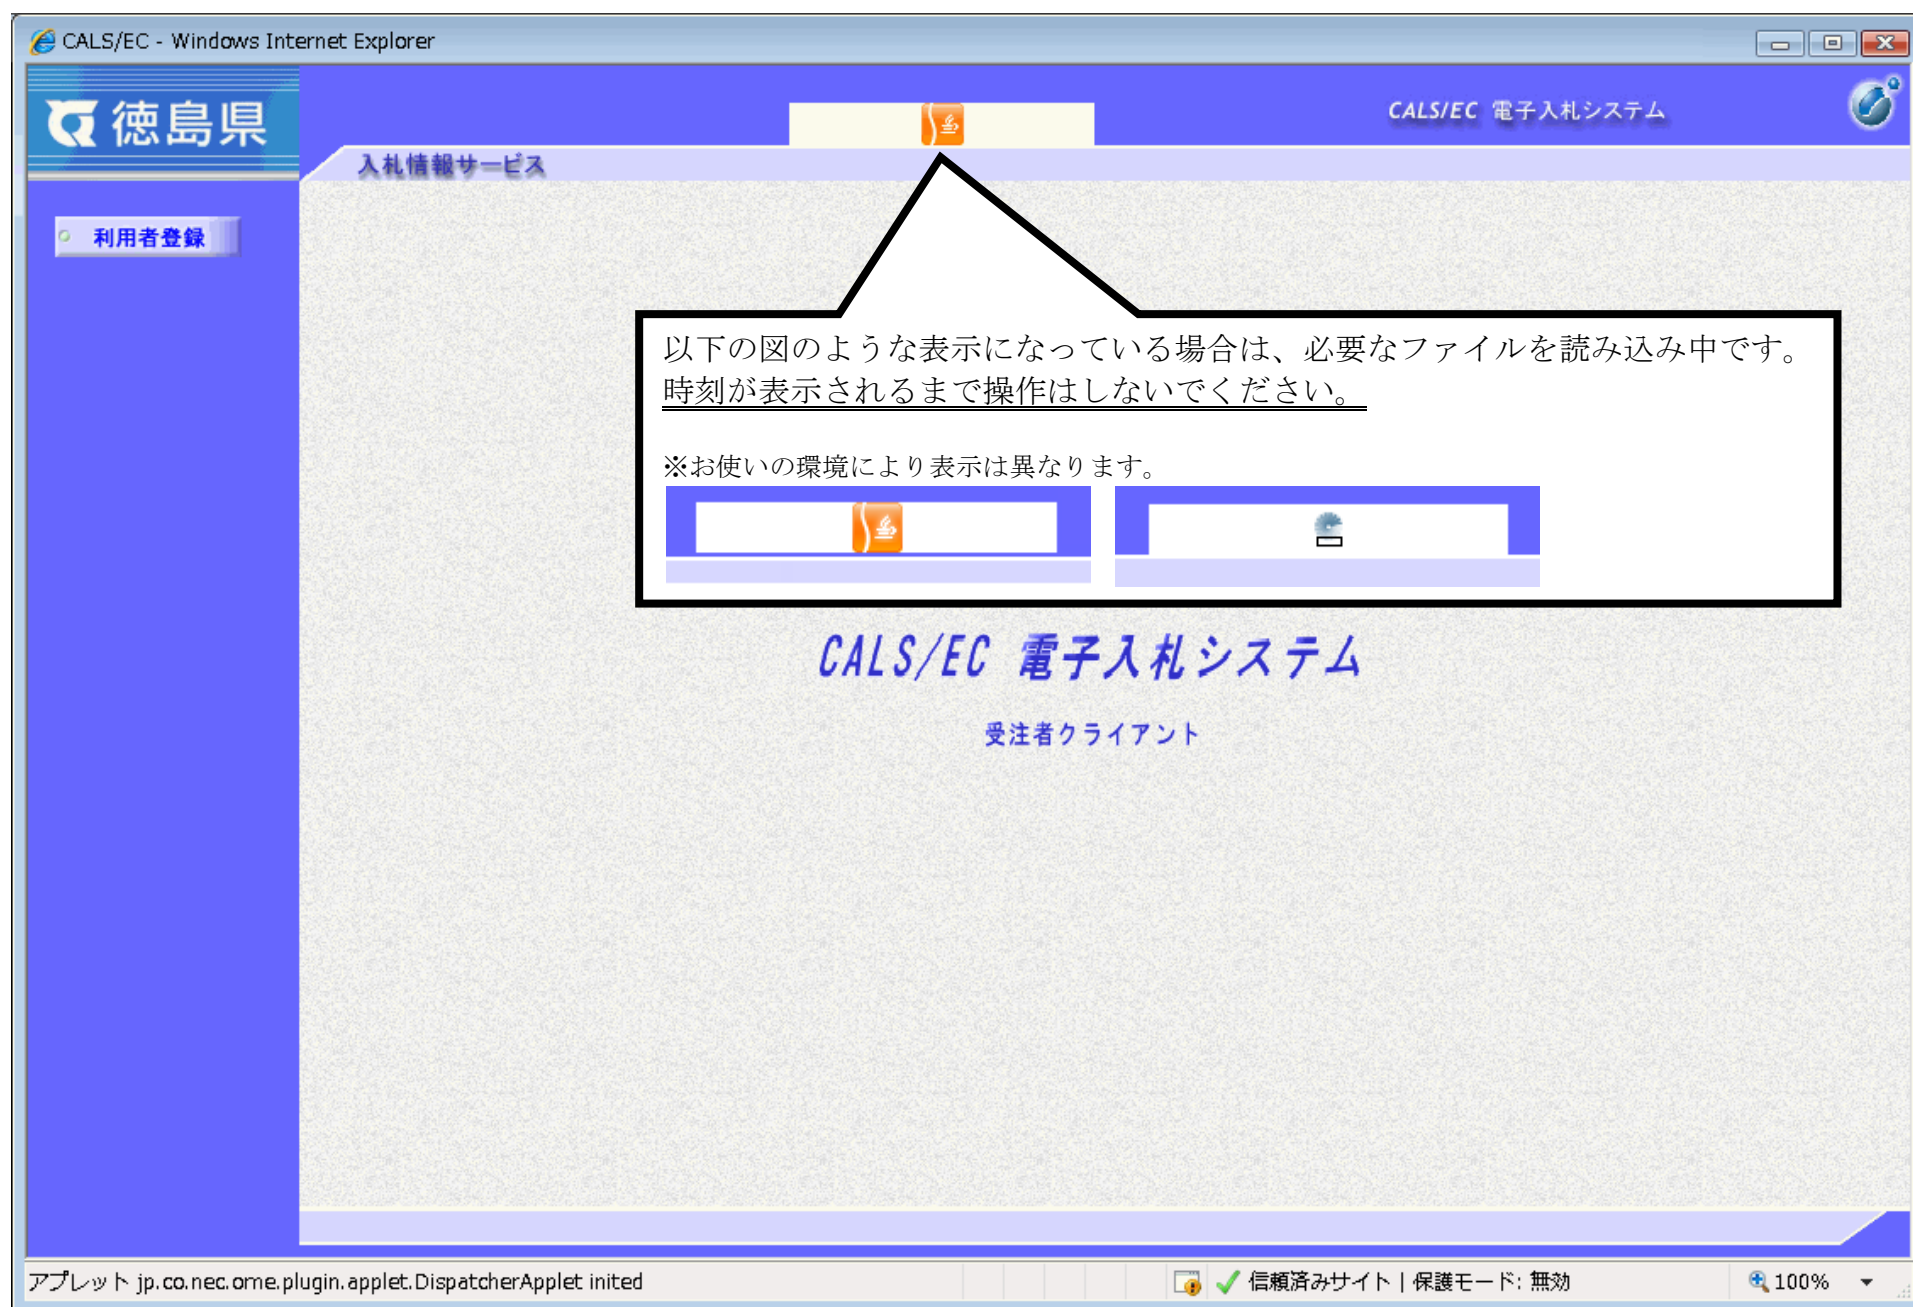 CALS/EC - Windows Internet Explorer
徳島県
CALS/EC 電子入札システム
入札情報サービス
利用者登録
以下の図のような表示になっている場合は、必要なファイルを読み込み中です。
時刻が表示されるまで操作はしないでください。
※お使いの環境により表示は異なります。
CALS/EC 電子入札システム
受注者クライアント
アプレット jp.co.nec.ome.plugin.applet.DispatcherApplet inited
信頼済みサイト | 保護モード: 無効
100%